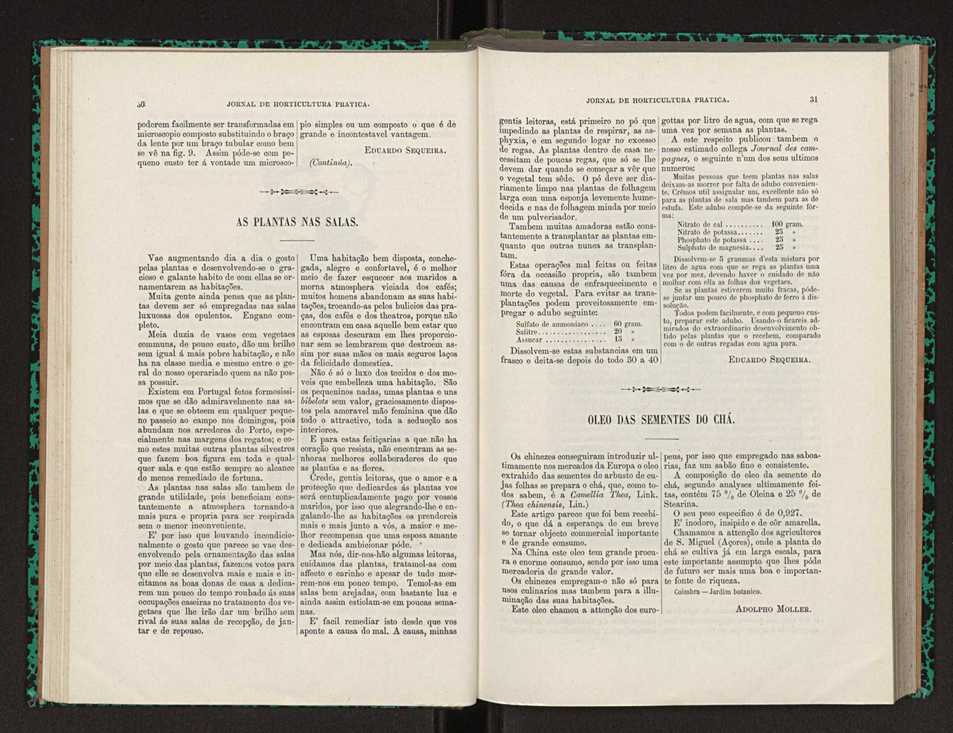 JORNAL DE HORTICULTURA PRATICA.
poderem facilmente ser transformadas em
microscopio composto substituindo o braço
da lente por um braço tubular como bem
se vê na fig. 9. Assim póde-se com pe-
queno custo ter á vontade um microsco-
pio simples ou um composto o que é de
grande e incontestavel vantagem.
EDUARDO SEQUEIRA.
(Continúa).
AS PLANTAS NAS SALAS.
Vae augmentando dia a dia o gosto
pelas plantas e desenvolvendo-se o gra-
cioso e galante habito de com ellas se or-
namentarem as habitações.
Muita gente ainda pensa que as plan-
tas devem ser só empregadas nas salas
luxuosas dos opulentos. Engano com-
pleto.
Meia duzia de vasos com vegetaes
communs, de pouco custo, dão um brilho
sem igual á mais pobre habitação, e não
ha na classe media e mesmo entre o ge-
ral do nosso operariado quem as não pos-
sa possuir.
Existem em Portugal fetos formosissi-
mos que se dão admiravelmente nas sa-
las e que se obteem em qualquer peque-
no passeio ao campo nos domingos, pois
abundam nos arredores do Porto, espe-
cialmente nas margens dos regatos; e co-
mo estes muitas outras plantas silvestres
que fazem boa figura em toda e qual-
quer sala e que estão sempre ao alcance
do menos remediado de fortuna.
As plantas nas salas são tambem de
grande utilidade, pois beneficiam cons-
tantemente a athmosphera tornando-a
mais pura e propria para ser respirada
sem o menor inconveniente.
E' por isso que louvando incondicio-
nalmente o gosto que parece se vae des-
envolvendo pela ornamentação das salas
por meio das plantas, fazemos votos para
que elle se desenvolva mais e mais e in-
citamos as boas donas de casa a dedica-
rem um pouco do tempo roubado ás suas
occupações caseiras no tratamento dos ve-
getaes que lhe irão dar um brilho sem
rival ás suas salas de recepção, de jan-
tar e de repouso.
Uma habitação bem disposta, conche-
gada, alegre e confortavel, é o melhor
meio de fazer esquecer aos maridos a
morna atmosphera viciada dos cafés;
muitos homens abandonam as suas habi-
tações, trocando-as pelos bulicios das pra-
ças, dos cafés e dos theatros, porque não
encontram em casa aquelle bem estar que
as esposas descuram em lhes proporcio-
nar sem se lembrarem que destroem as-
sim por suas mãos os mais seguros laços
da felicidade domestica.
Não é só o luxo dos tecidos e dos mo-
veis que embelleza uma habitação. São
os pequeninos nadas, umas plantas e uns
bibelots sem valor, graciosamente dispos-
tos pela amoravel mão feminina que dão
todo o attractivo, toda a seducção aos
interiores.
E para estas feitiçarias a que não ha
coração que resista, não encontram as se-
nhoras melhores collaboradores do que
as plantas e as flores.
Crede, gentis leitoras, que o amor e a
protecção que dedicardes ás plantas vos
será centuplicadamente pago por vossos
maridos, por isso que alegrando-lhe e en-
galando-lhe as habitações os prendereis
mais e mais junto a vós, a maior e me-
lhor recompensa que uma esposa amante
e dedicada ambicionar póde.
Mas nós, dir-nos-hão algumas leitoras,
cuidamos das plantas, tratamol-as com
affecto e carinho e apesar de tudo mor-
rem-nos em pouco tempo. Temol-as em
salas bem arejadas, com bastante luz e
ainda assim estiolam-se em poucas sema-
nas.
E' facil remediar isto desde que vos
aponte a causa do mal. A causa, minhas
JORNAL DE HORTICULTURA PRATICA. 31
gentis leitoras, está primeiro no pó que
impedindo as plantas de respirar, as as-
phyxia, e em segundo logar no excesso
de regas. As plantas dentro de casa ne-
cessitam de poucas regas, que só se lhe
devem dar quando se começar a vêr que
o vegetal tem sêde. O pó deve ser dia-
riamente limpo nas plantas de folhagem
larga com uma esponja levemente hume-
decida e nas de folhagem miuda por meio
de um pulverisador.
Tambem muitas amadoras estão cons-
tantemente a transplantar as plantas em-
quanto que outras nunca as transplan-
tam.
Estas operações mal feitas ou feitas
fóra da occasião propria, são tambem
uma das causas de enfraquecimento e
morte do vegetal. Para evitar as trans-
plantações podem proveitosamente em-
pregar o adubo seguinte:
Sulfato de ammoniaco .... 60 gram.
Salitre................. 20 »
Assucar ................ 15 »
Dissolvem-se estas substancias em um
frasco e deita-se depois do todo 30 a 40
gottas por litro de agua, com que se rega
uma vez por semana as plantas.
A este respeito publicou tambem o
nosso estimado collega Journal des cam-
pagnes, o seguinte n'um dos seus ultimos
numeros:
Muitas pessoas que teem plantas nas salas
deixam-as morrer por falta de adubo convenien-
te. Crêmos util assignalar um, excellente não só
para as plantas de sala mas tambem para as de
estufa. Este adubo compõe-se da seguinte fór-
ma:
Nitrato de cal .......... 100 gram.
Nitrato de potassa....... 25 »
Phosphato de potassa .... 25 »
Sulphato de magnesia.... 25 »
Dissolvem-se 5 grammas d'esta mistura por
litro de agua com que se rega as plantas uma
vez por mez, devendo haver o cuidado de não
molhar com ella as folhas dos vegetaes.
Se as plantas estiverem muito fracas, póde-
se juntar um pouco de phosphato de ferro á dis-
solução.
Todos podem facilmente, e com pequeno cus-
to, preparar este adubo. Usando-o ficareis ad-
mirados do extraordinario desenvolvimento ob-
tido pelas plantas que o recebem, comparado
com o de outras regadas com agua pura.
EDUARDO SEQUEIRA.
OLEO DAS SEMENTES DO CHÁ.
Os chinezes conseguiram introduzir ul-
timamente nos mercados da Europa o oleo
extrahido das sementes do arbusto de cu-
jas folhas se prepara o chá, que, como to-
dos sabem, é a Camellia Thea, Link.
(Thea chinensis, Lin.)
Este artigo parece que foi bem recebi-
do, o que dá a esperança de em breve
se tornar objecto commercial importante
e de grande consumo.
Na China este oleo tem grande procu-
ra e enorme consumo, sendo por isso uma
mercadoria de grande valor.
Os chinezes empregam-o não só para
usos culinarios mas tambem para a illu-
minação das suas habitações.
Este oleo chamou a attenção dos euro-
peus, por isso que empregado nas saboa-
rias, faz um sabão fino e consistente.
A composição do oleo da semente do
chá, segundo analyses ultimamente fei-
tas, contém 75 % de Oleina e 25 % de
Stearina.
O seu peso especifico é de 0,927.
E' inodoro, insipido e de côr amarella.
Chamamos a attenção dos agricultores
de S. Miguel (Açores), onde a planta do
chá se cultiva já em larga escala, para
este importante assumpto que lhes póde
de futuro ser mais uma boa e importan-
te fonte de riqueza.
Coimbra — Jardim botanico.
ADOLPHO MOLLER.